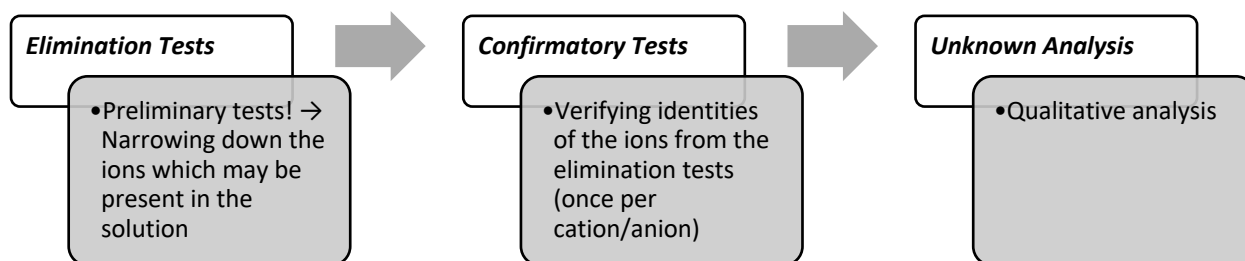 Elimination Tests
•Preliminary tests! →
Narrowing down the
ions which may be
present in the
solution
Confirmatory Tests
•Verifying identities
of the ions from the
elimination tests
(once per
cation/anion)
Unknown Analysis
•Qualitative analysis